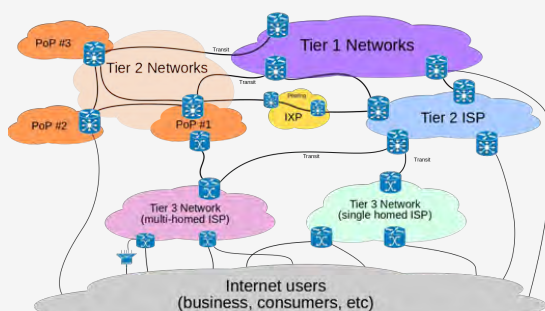 PoP #3
Transit
Tier 1 Networks
Tier 2 Networks
Transit
Peering
IXP
Tier 2 ISP
PoP #2
PoP #1
Transit
Transit
Tier 3 Network
(multi-homed ISP)
Tier 3 Network
(single homed ISP)
Internet users
(business, consumers, etc)